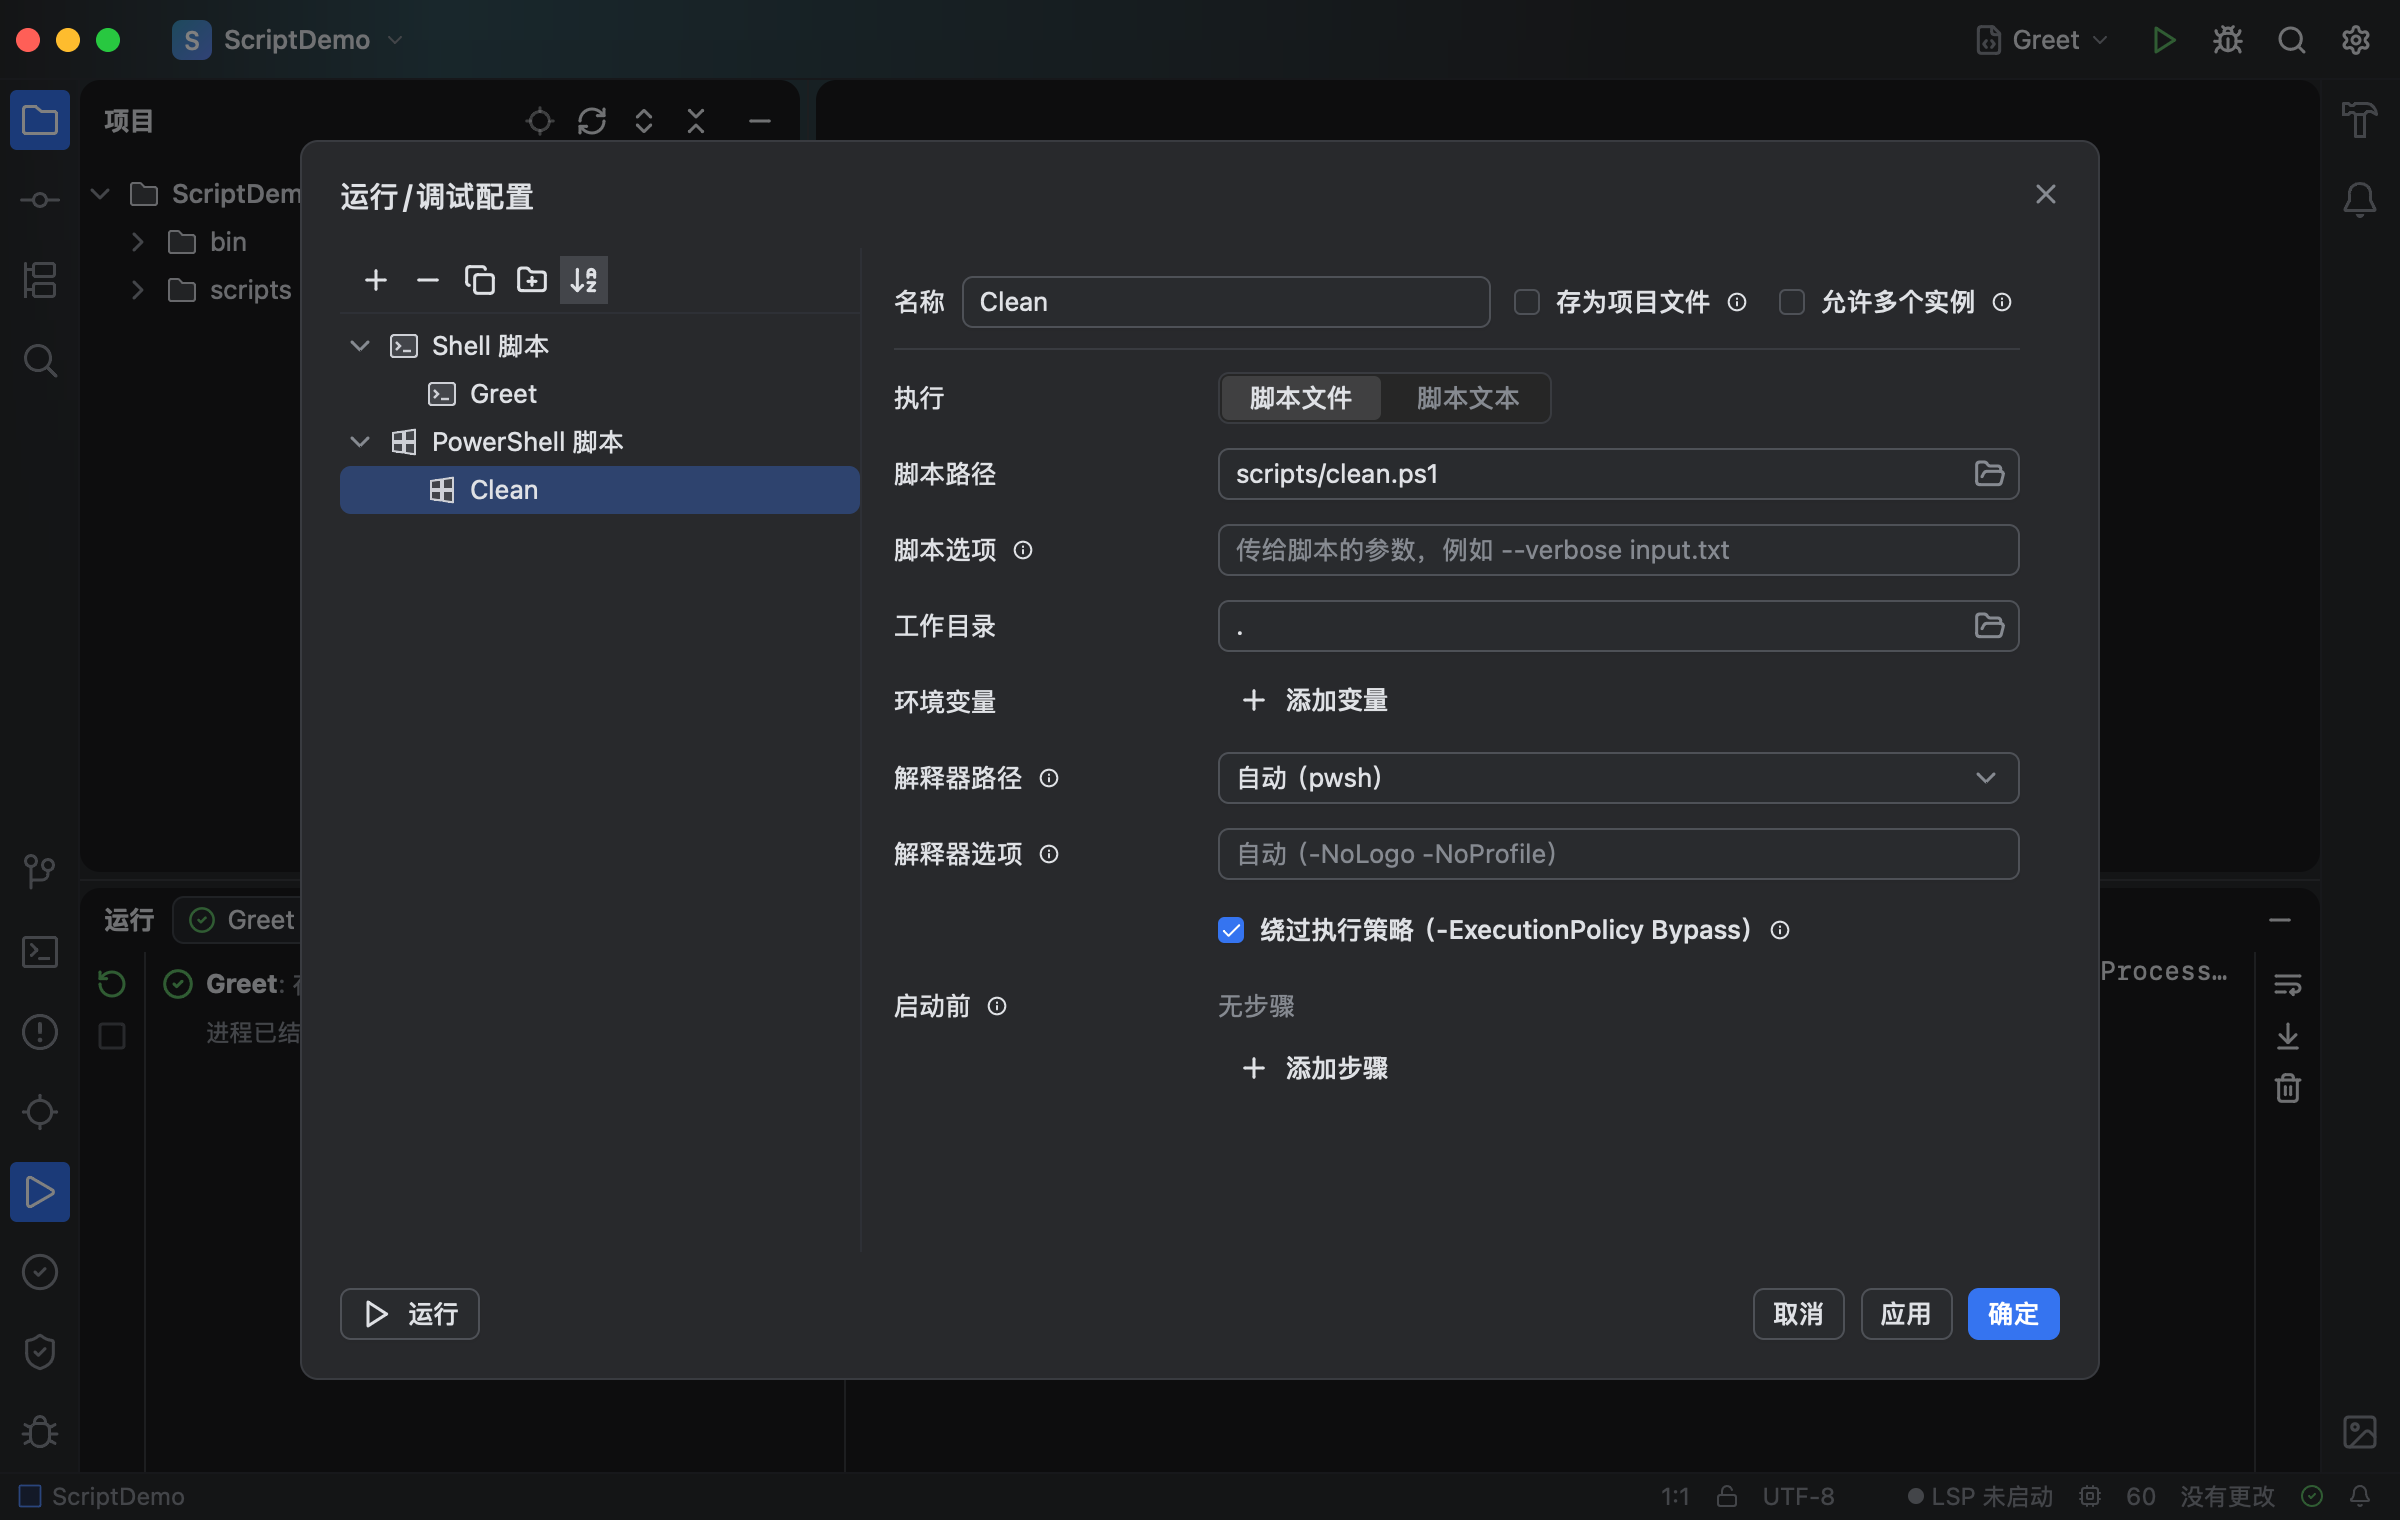 S ScriptDemo
Greet
项目
ScriptDem
bin
scripts
运行/调试配置
Shell 脚本
Greet
PowerShell 脚本
Clean
名称 Clean 存为项目文件 允许多个实例
执行 脚本文件 脚本文本
脚本路径 scripts/clean.ps1
脚本选项 传给脚本的参数，例如 --verbose input.txt
工作目录 .
环境变量 添加变量
解释器路径 自动（pwsh）
解释器选项 自动（-NoLogo -NoProfile）
绕过执行策略（-ExecutionPolicy Bypass）
启动前 无步骤
添加步骤
运行 取消 应用 确定
运行 Greet
Greet:
进程已结
Process...
ScriptDemo 1:1 UTF-8 LSP 未启动 60 没有更改